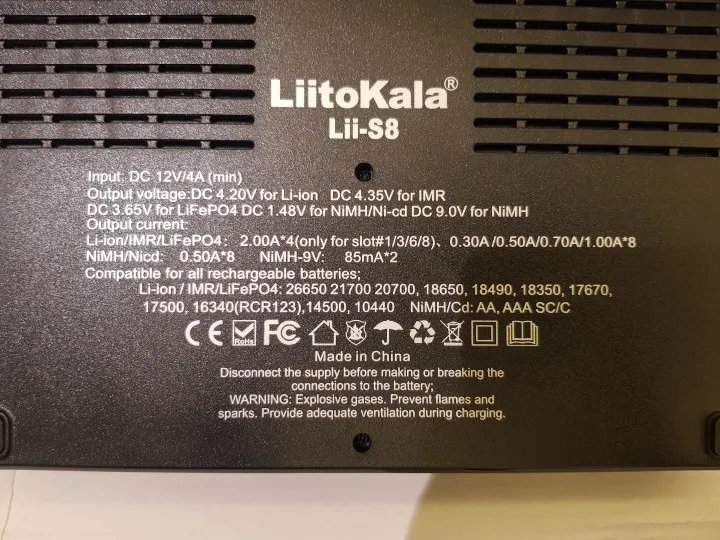 LiitoKala®
Lii-S8
Input: DC 12V/4A (min)
Output voltage:DC 4.20V for Li-ion DC 4.35V for IMR
DC 3.65V for LiFePO4 DC 1.48V for NiMH/Ni-cd DC 9.0V for NiMH
Output current:
Li-ion/IMR/LiFePO4: 2.00A*4(only for slot#1/3/6/8)、0.30A/0.50A/0.70A/1.00A*8
NiMH/Nicd: 0.50A*8 NiMH-9V: 85mA*2
Compatible for all rechargeable batteries;
Li-ion / IMR/LiFePO4: 26650 21700 20700, 18650, 18490, 18350, 17670,
17500, 16340(RCR123),14500, 10440 NiMH/Cd: AA, AAA SC/C
CE RoHS FC
Made in China
Disconnect the supply before making or breaking the
connections to the battery;
WARNING: Explosive gases. Prevent flames and
sparks. Provide adequate ventilation during charging.